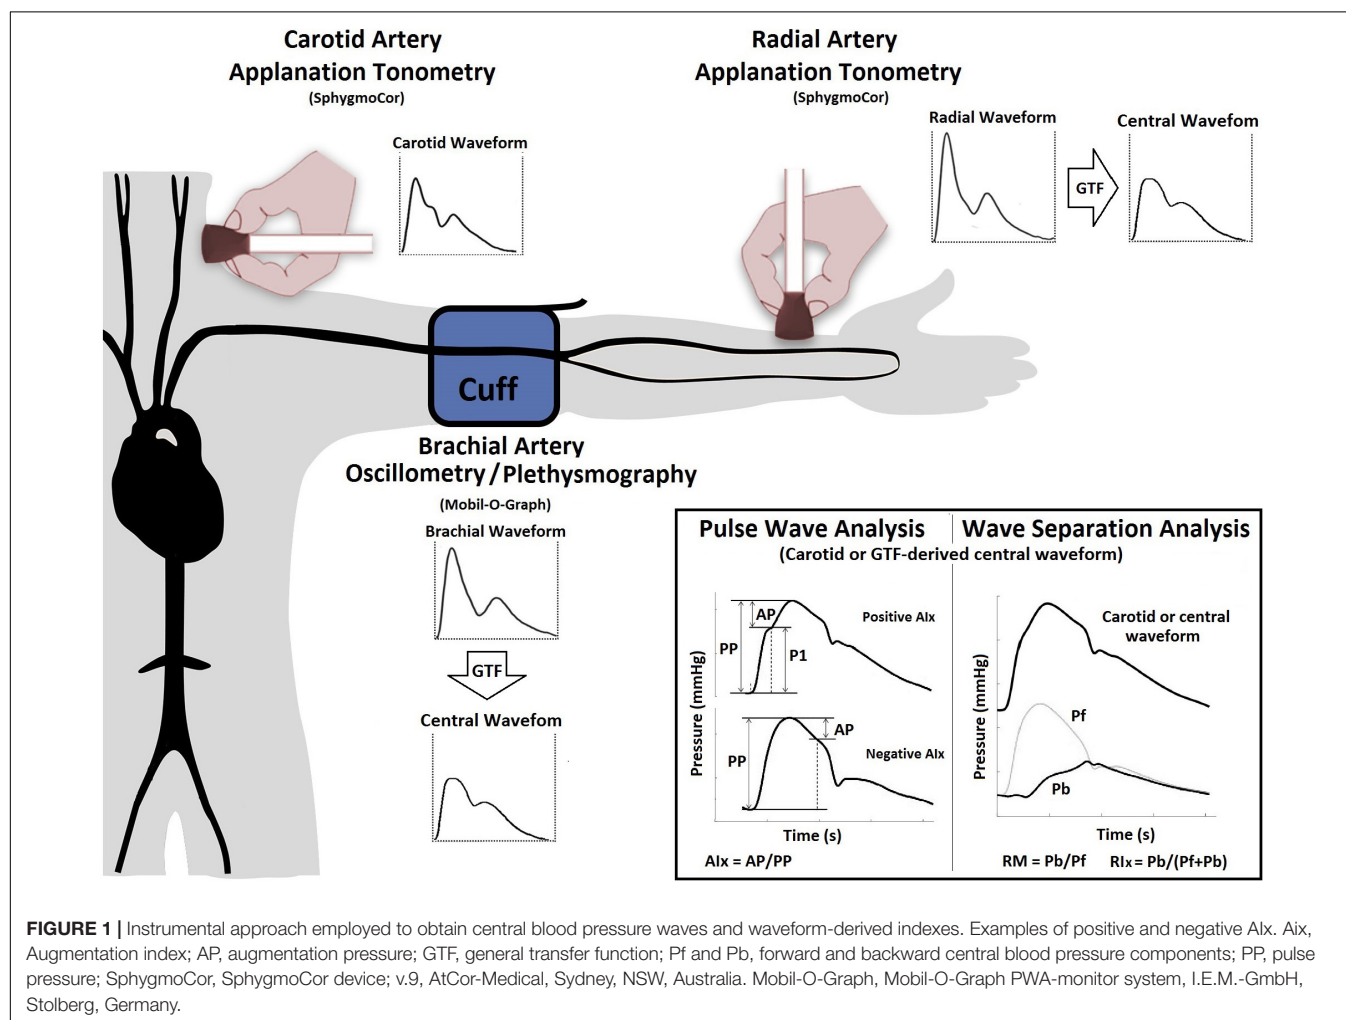 Carotid Artery
Applanation Tonometry
(SphygmoCor)
Carotid Waveform
Radial Artery
Applanation Tonometry
(SphygmoCor)
Radial Waveform
GTF
Central Wavefom
Cuff
Brachial Artery
Oscillometry/Plethysmography
(Mobil-O-Graph)
Brachial Waveform
GTF
Central Wavefom
Pulse Wave Analysis
Wave Separation Analysis
(Carotid or GTF-derived central waveform)
Pressure (mmHg)
PP
AP
P1
Positive AIx
PP
AP
Negative AIx
Time (s)
AIx = AP/PP
Pressure (mmHg)
Carotid or central
waveform
Pf
Pb
Time (s)
RM = Pb/Pf RIx = Pb/(Pf+Pb)
FIGURE 1 | Instrumental approach employed to obtain central blood pressure waves and waveform-derived indexes. Examples of positive and negative AIx. Aix,
Augmentation index; AP, augmentation pressure; GTF, general transfer function; Pf and Pb, forward and backward central blood pressure components; PP, pulse
pressure; SphygmoCor, SphygmoCor device; v.9, AtCor-Medical, Sydney, NSW, Australia. Mobil-O-Graph, Mobil-O-Graph PWA-monitor system, I.E.M.-GmbH,
Stolberg, Germany.